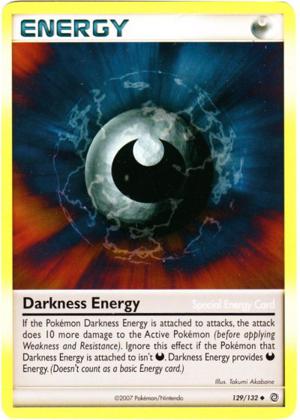 ENERGY
Darkness Energy Special Energy Card
If the Pokémon Darkness Energy is attached to attacks, the attack
does 10 more damage to the Active Pokémon (before applying
Weakness and Resistance). Ignore this effect if the Pokémon that
Darkness Energy is attached to isn't . Darkness Energy provides
Energy. (Doesn't count as a basic Energy card.)
Illus. Takumi Akabane
©2007 Pokémon/Nintendo 129/132